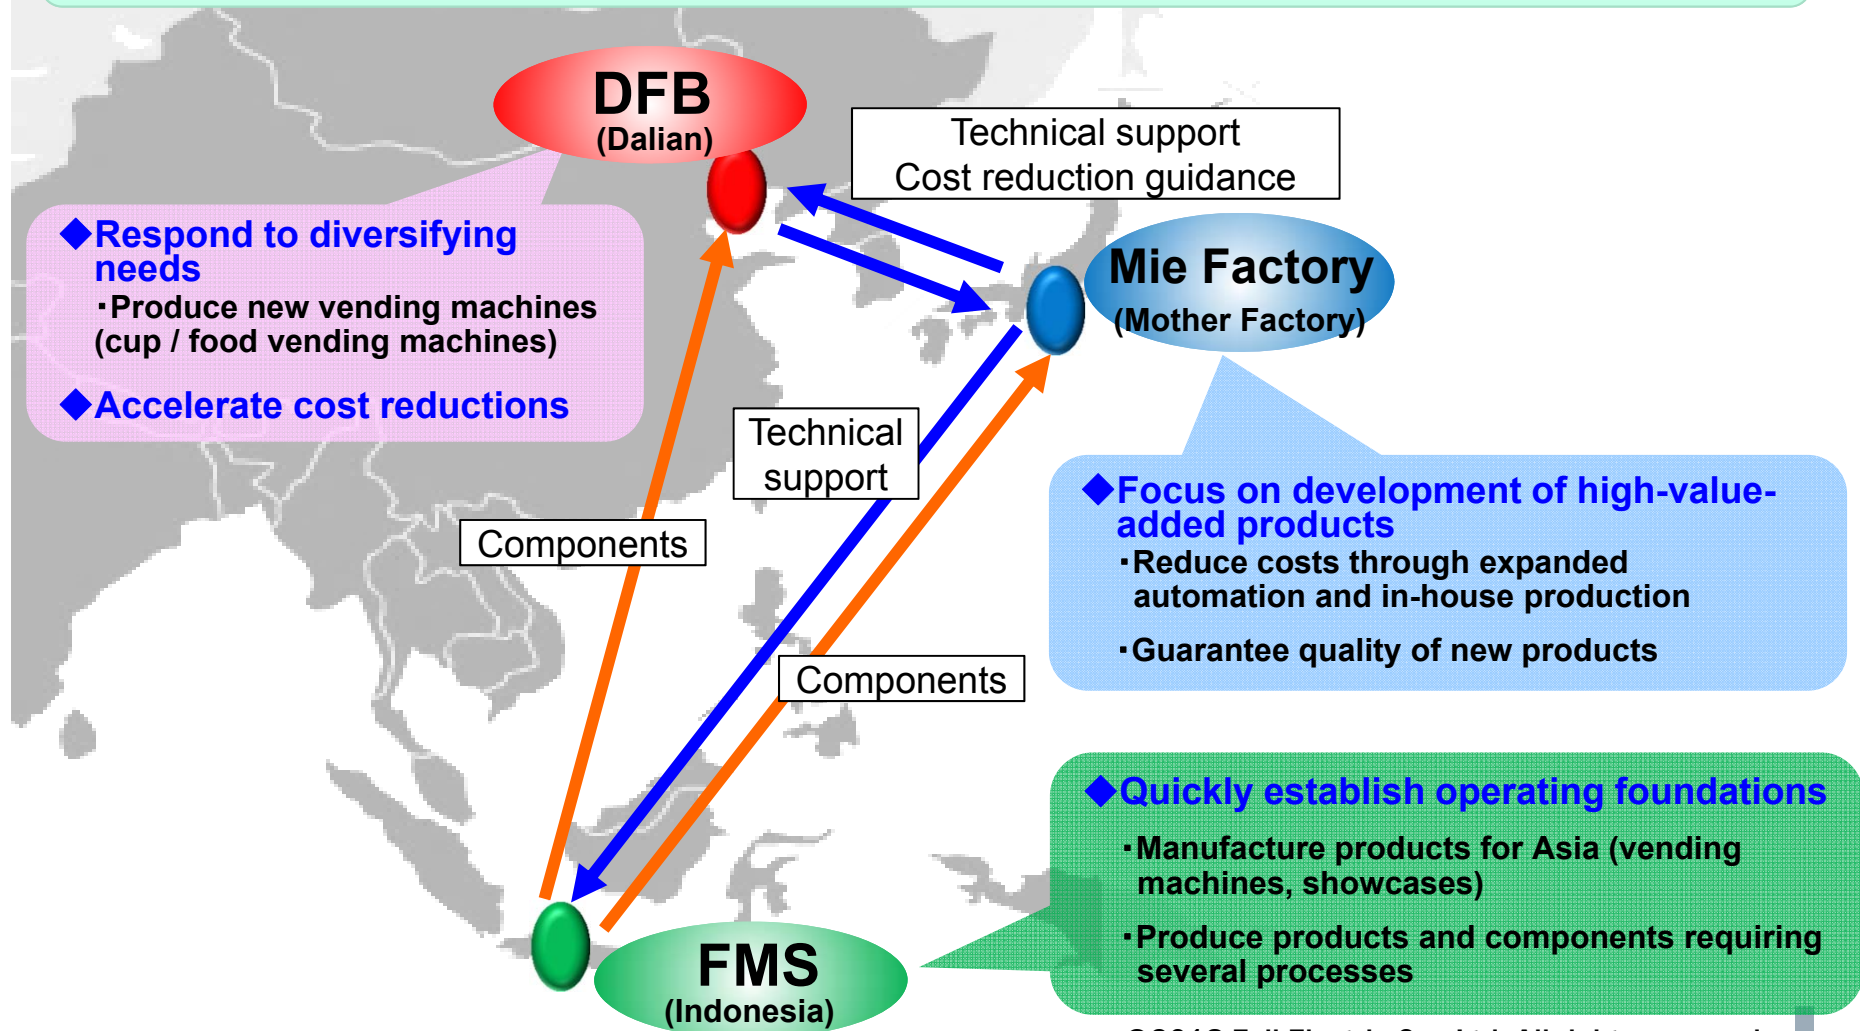 DFB
(Dalian)
Technical support
Cost reduction guidance
◆Respond to diversifying
needs
・Produce new vending machines
(cup / food vending machines)
◆Accelerate cost reductions
Mie Factory
(Mother Factory)
Technical
support
Components
◆Focus on development of high-value-
added products
・Reduce costs through expanded
automation and in-house production
・Guarantee quality of new products
Components
◆Quickly establish operating foundations
・Manufacture products for Asia (vending
machines, showcases)
・Produce products and components requiring
several processes
FMS
(Indonesia)